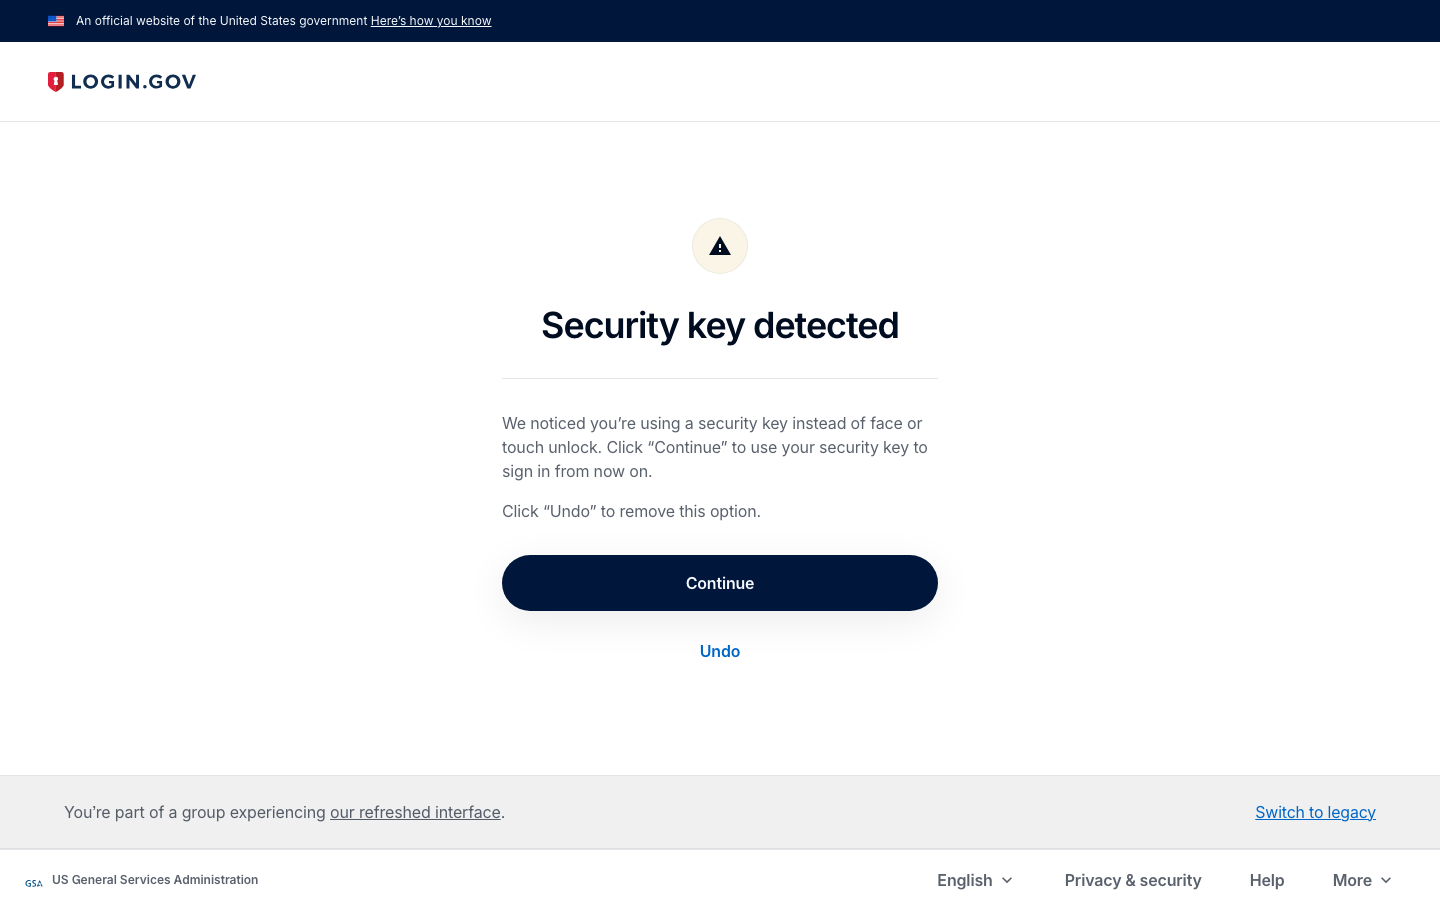 An official website of the United States government Here’s how you know
LOGIN.GOV
Security key detected
We noticed you’re using a security key instead of face or
touch unlock. Click “Continue” to use your security key to
sign in from now on.
Click “Undo” to remove this option.
Continue
Undo
You’re part of a group experiencing our refreshed interface.
Switch to legacy
GSA US General Services Administration
English
Privacy & security
Help
More